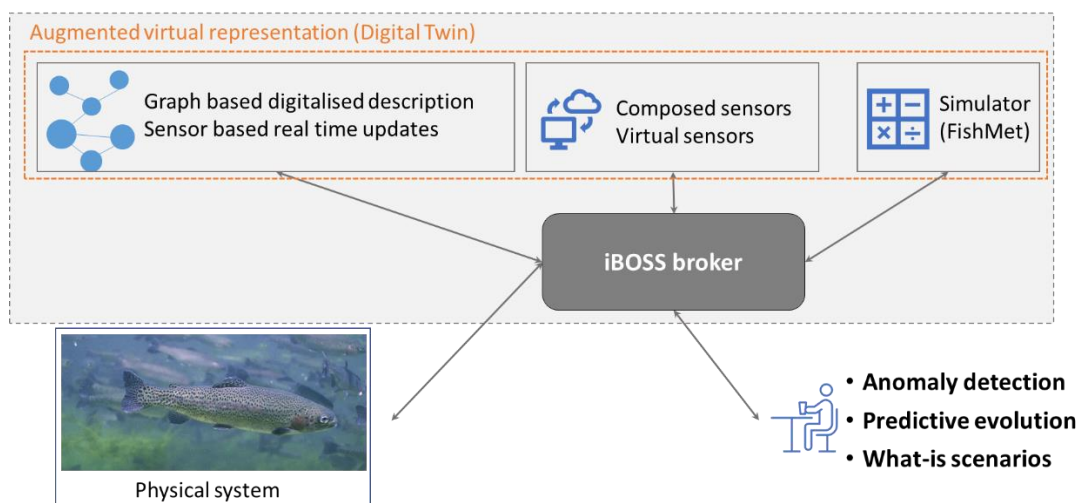 Augmented virtual representation (Digital Twin)
Graph based digitalised description
Sensor based real time updates
Composed sensors
Virtual sensors
Simulator
(FishMet)
iBOSS broker
Physical system
• Anomaly detection
• Predictive evolution
• What-is scenarios